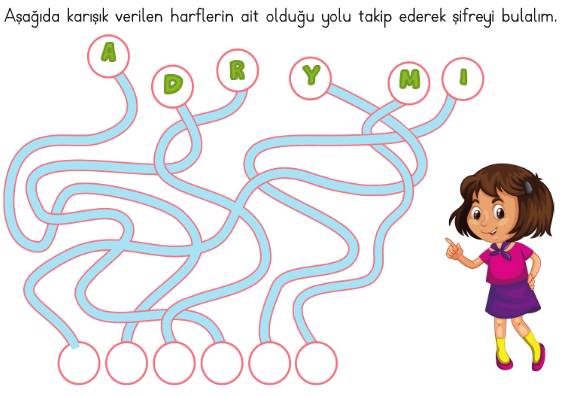 Aşağıda karışık verilen harflerin ait olduğu yolu takip ederek şifreyi bulalım.
A D R Y M I